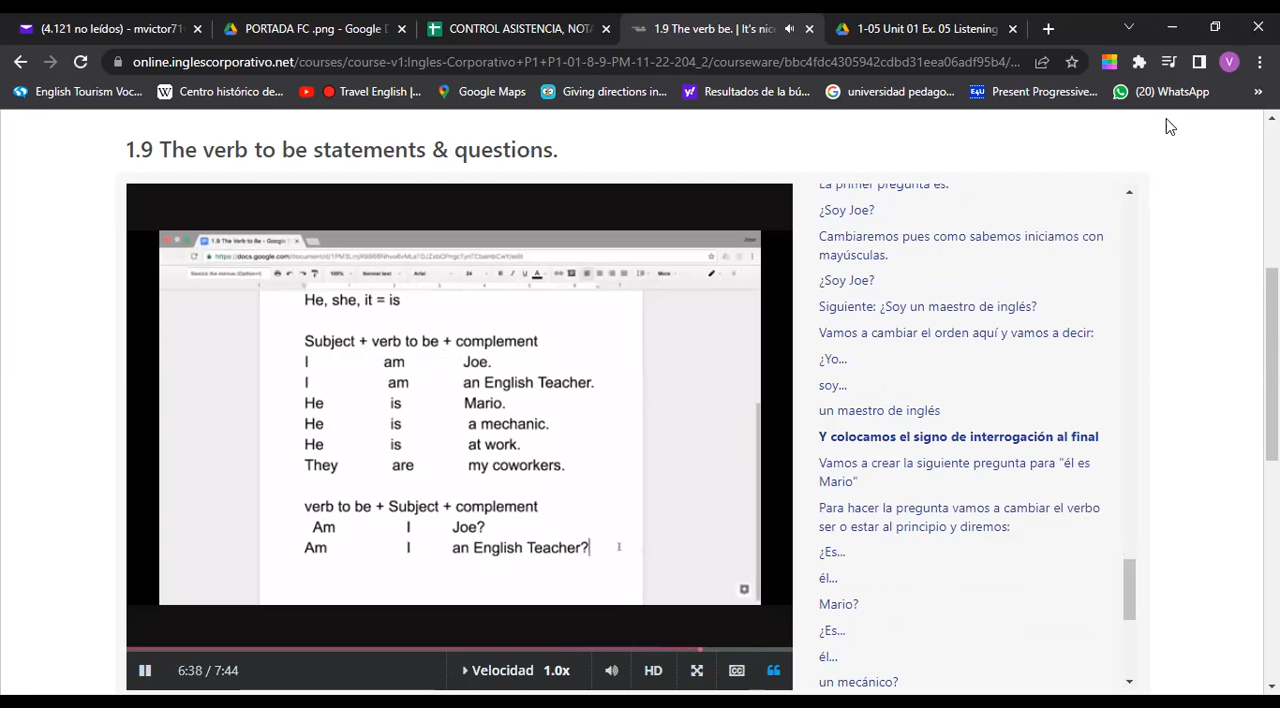 (4.121 no leídos) - mvictor71
PORTADA FC .png - Google D
CONTROL ASISTENCIA, NOTA
1.9 The verb be. | It's nice
1-05 Unit 01 Ex. 05 Listening
online.inglescorporativo.net/courses/course-v1:Ingles-Corporativo+P1+P1-01-8-9-PM-11-22-204_2/courseware/bbc4fdc4305942cdbd31eea06adf95b4/...
V
English Tourism Voc...
Centro histórico de...
Travel English |...
Google Maps
Giving directions in...
Resultados de la bú...
universidad pedago...
Present Progressive...
(20) WhatsApp
»
1.9 The verb to be statements & questions.
1.9 The Verb to Be - Google
He, she, it = is
Subject + verb to be + complement
I am Joe.
I am an English Teacher.
He is Mario.
He is a mechanic.
He is at work.
They are my coworkers.
verb to be + Subject + complement
Am I Joe?
Am I an English Teacher?
6:38 / 7:44
Velocidad 1.0x
HD
La primer pregunta es:
¿Soy Joe?
Cambiaremos pues como sabemos iniciamos con
mayúsculas.
¿Soy Joe?
Siguiente: ¿Soy un maestro de inglés?
Vamos a cambiar el orden aquí y vamos a decir:
¿Yo...
soy...
un maestro de inglés
Y colocamos el signo de interrogación al final
Vamos a crear la siguiente pregunta para "él es
Mario"
Para hacer la pregunta vamos a cambiar el verbo
ser o estar al principio y diremos:
¿Es...
él...
Mario?
¿Es...
él...
un mecánico?